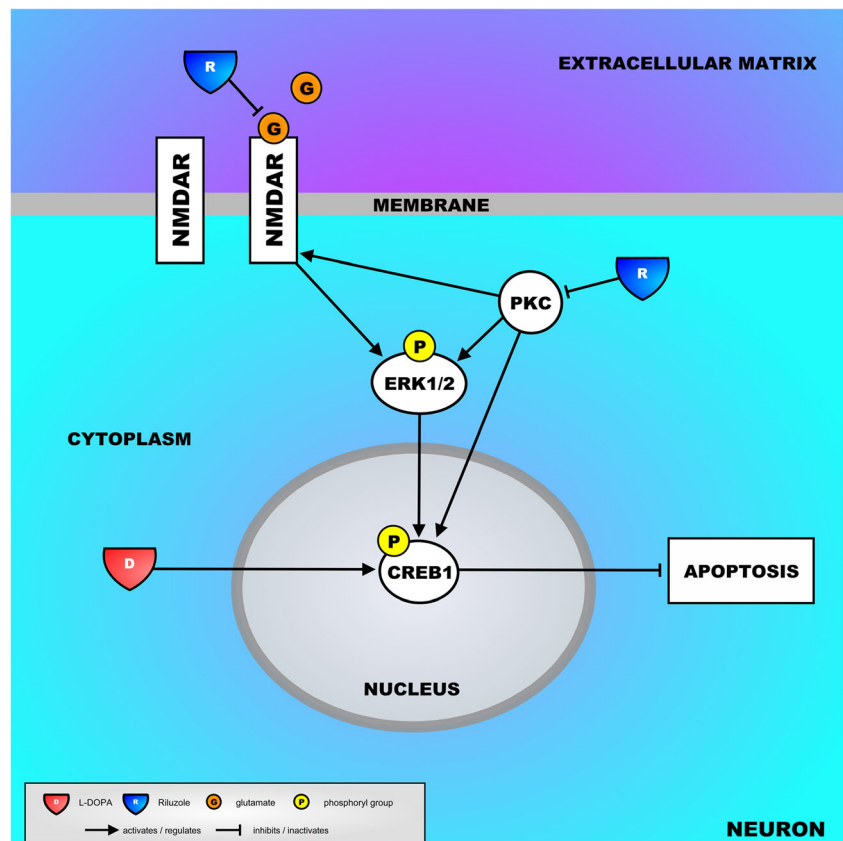 R
EXTRACELLULAR MATRIX
G
G
NMDAR
NMDAR
MEMBRANE
R
PKC
P
ERK1/2
CYTOPLASM
P
D
CREB1
APOPTOSIS
NUCLEUS
D L-DOPA R Riluzole G glutamate P phosphoryl group
activates / regulates inhibits / inactivates
NEURON